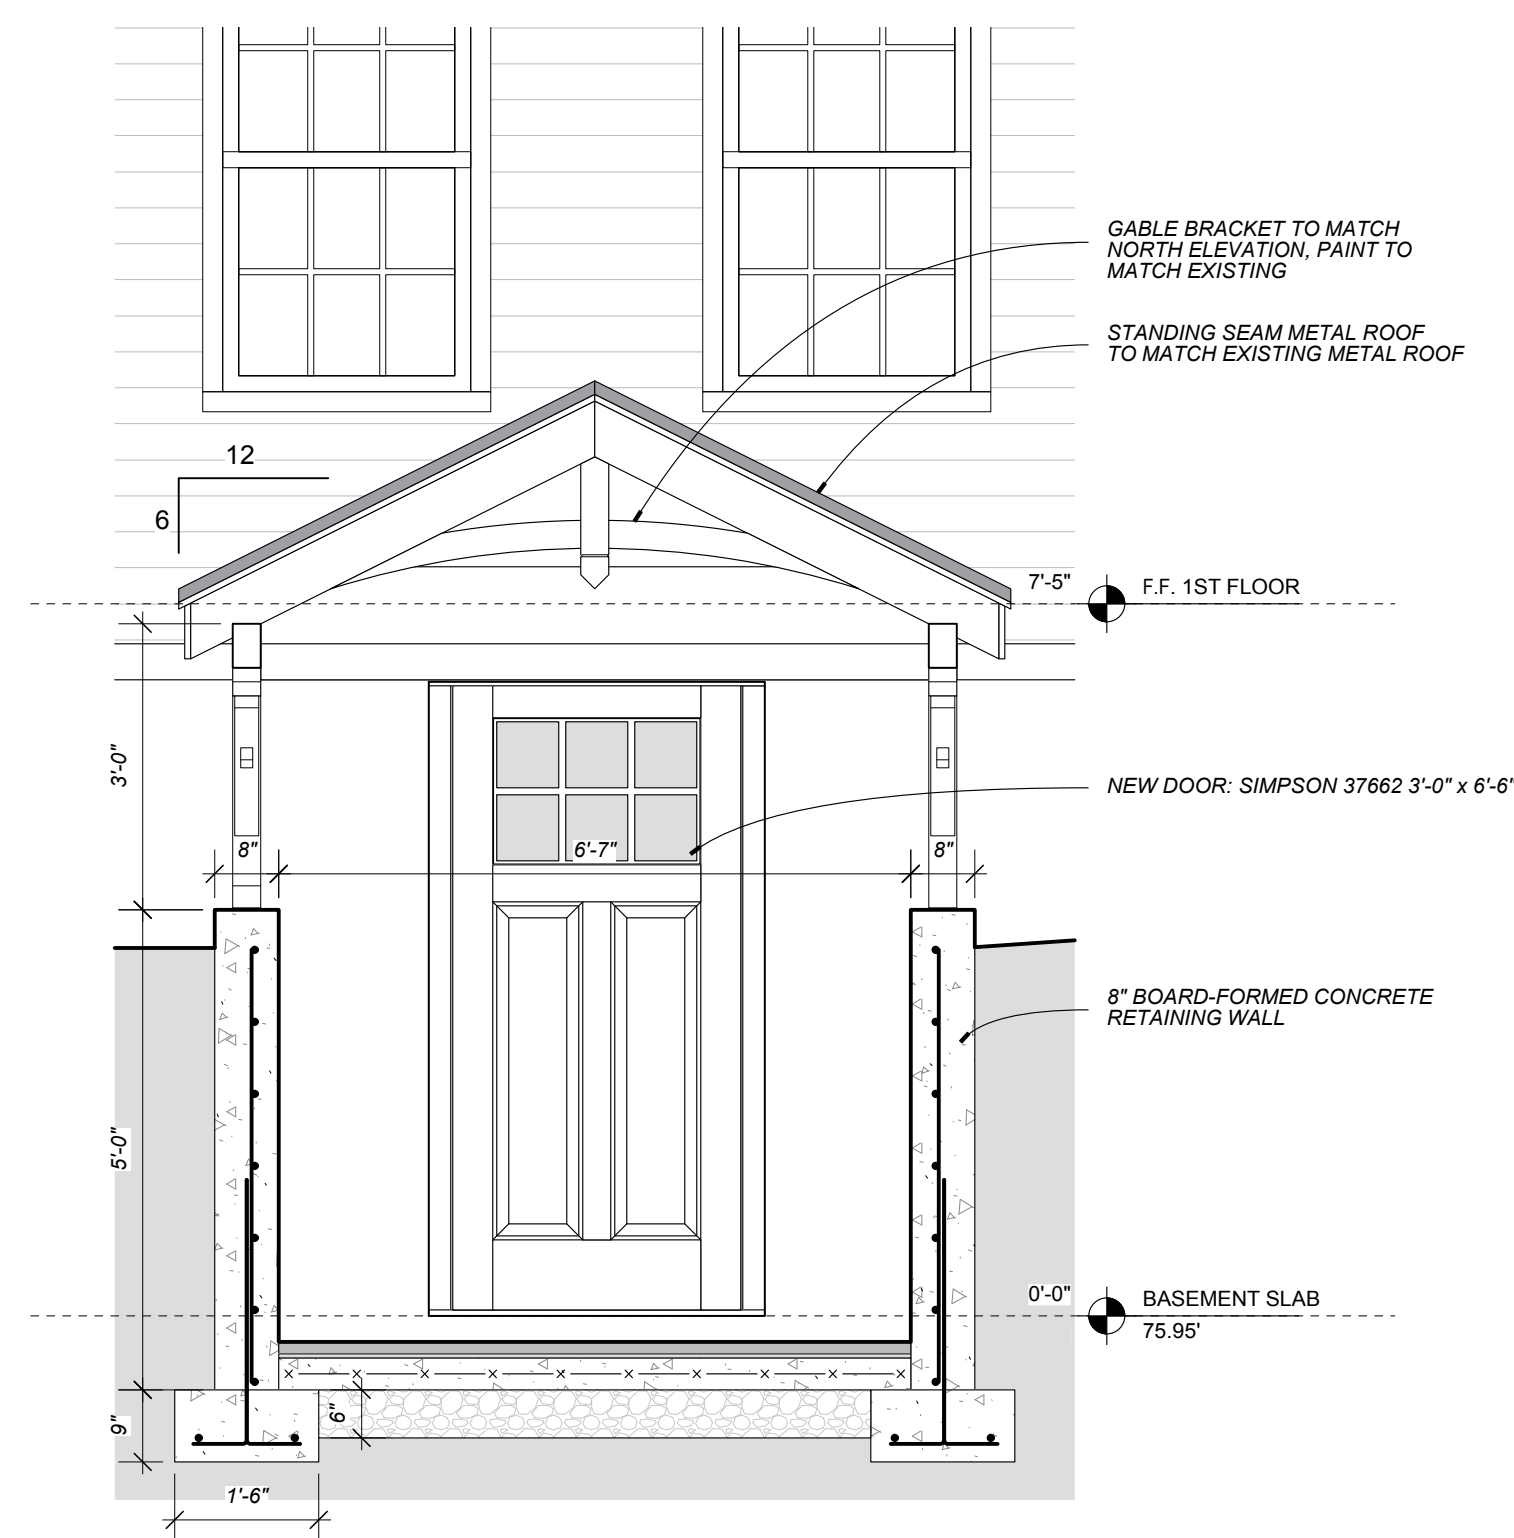 GABLE BRACKET TO MATCH
NORTH ELEVATION, PAINT TO
MATCH EXISTING
STANDING SEAM METAL ROOF
TO MATCH EXISTING METAL ROOF
12
6
7'-5"
F.F. 1ST FLOOR
3'-0"
NEW DOOR: SIMPSON 37662 3'-0" x 6'-6"
8"
6'-7"
8"
8" BOARD-FORMED CONCRETE
RETAINING WALL
5'-0"
0'-0"
BASEMENT SLAB
75.95'
9"
6"
1'-6"